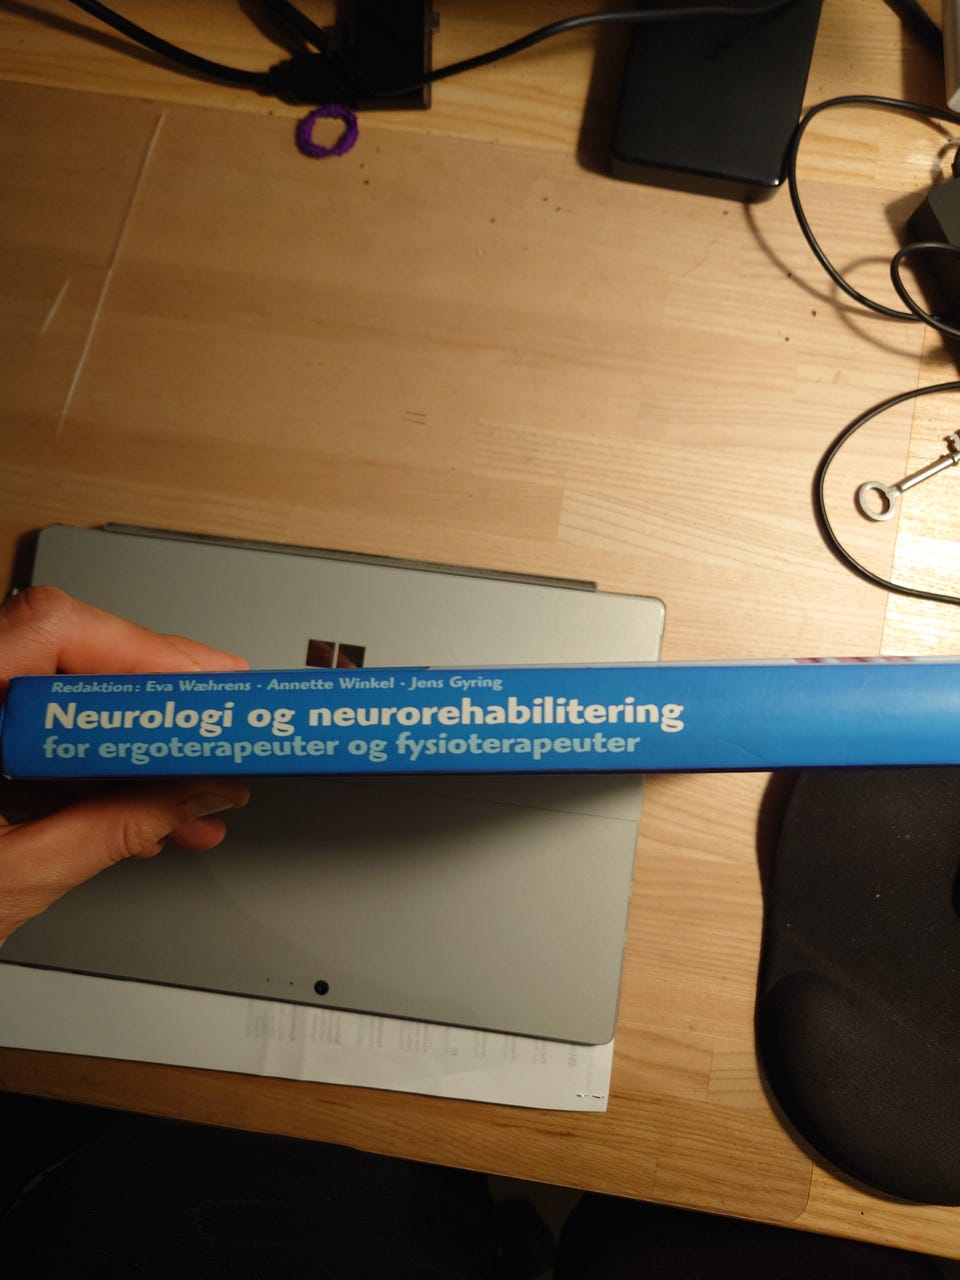 Redaktion: Eva Wæhrens · Annette Winkel · Jens Gyring
Neurologi og neurorehabilitering
for ergoterapeuter og fysioterapeuter